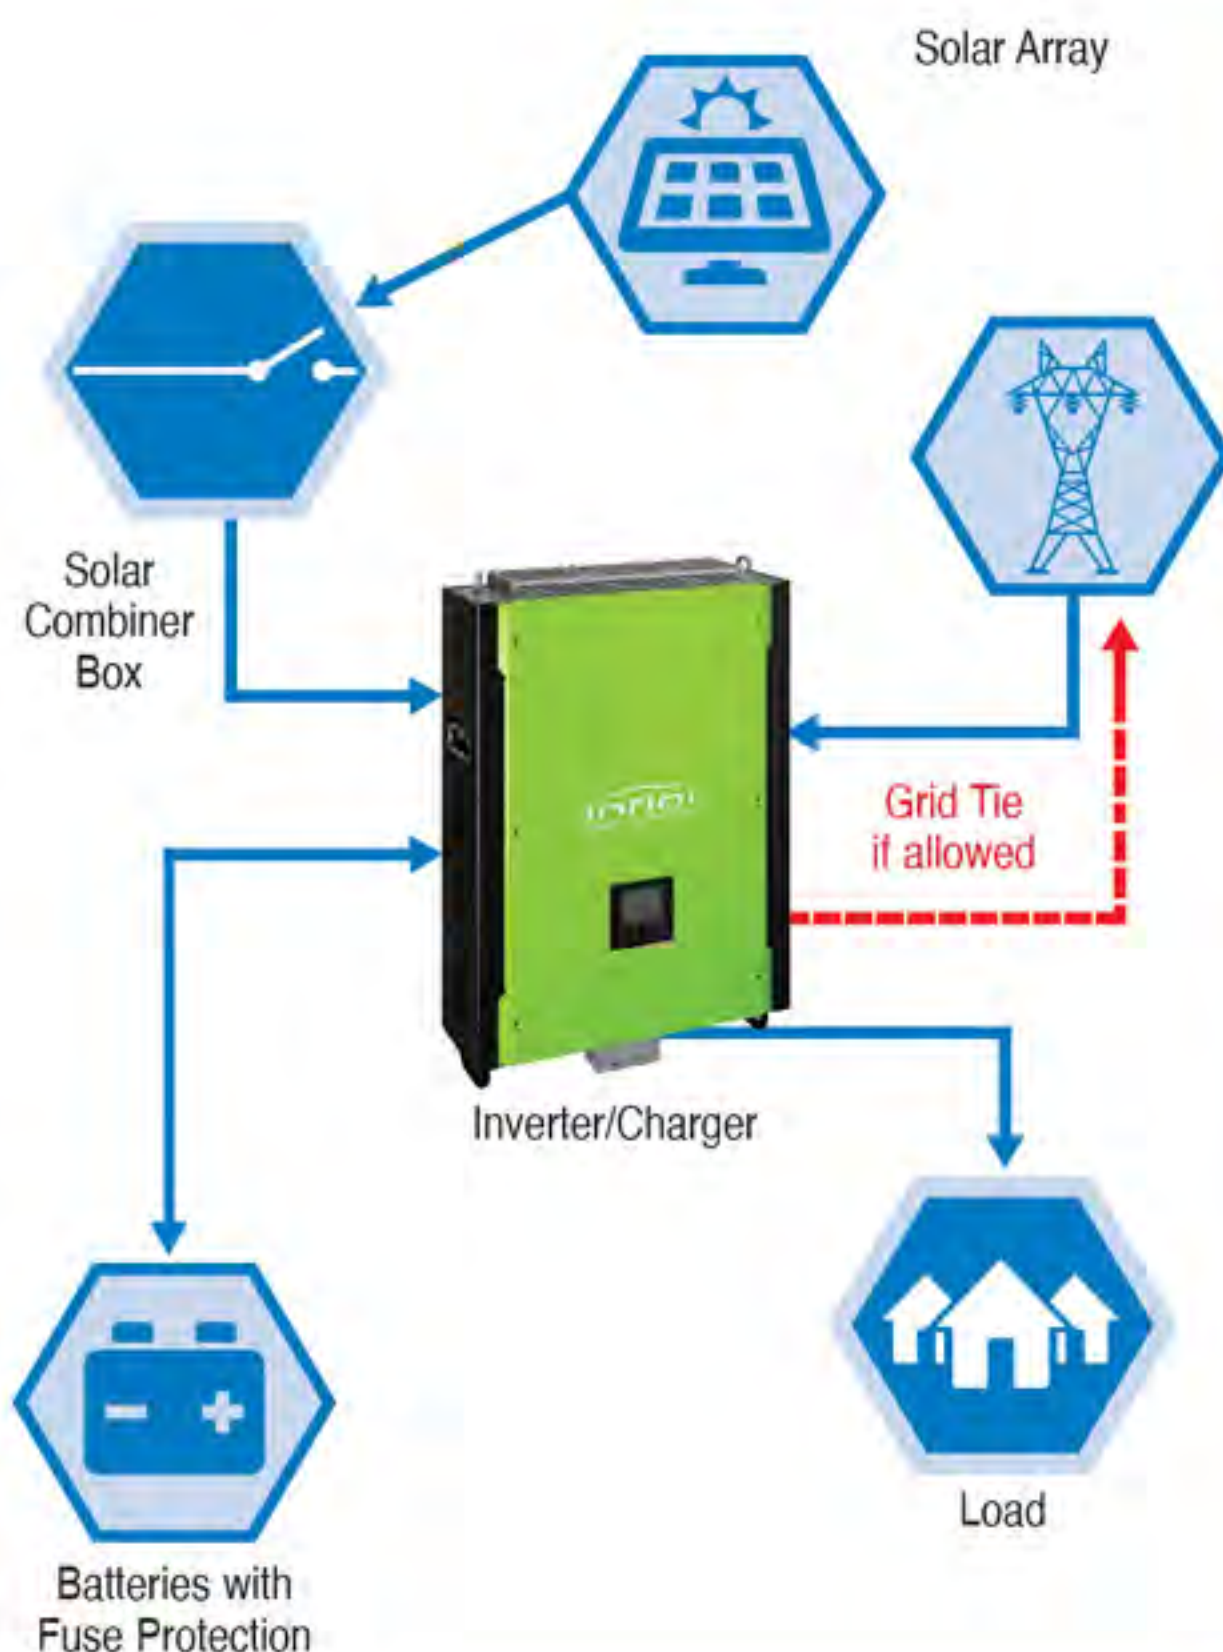 Solar Array
Solar
Combiner
Box
Grid Tie
if allowed
Inverter/Charger
Load
Batteries with
Fuse Protection